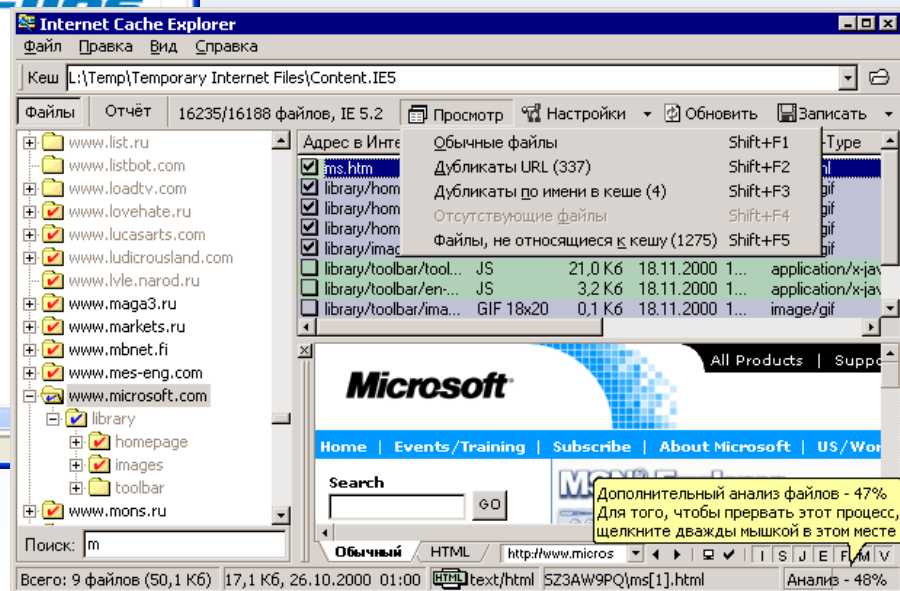 Internet Cache Explorer
Файл Правка Вид Справка
Кеш L:\Temp\Temporary Internet Files\Content.IE5
Файлы Отчёт 16235/16188 файлов, IE 5.2 Просмотр Настройки Обновить Записать
www.list.ru
www.listbot.com
www.loadtv.com
www.lovehate.ru
www.lucasarts.com
www.ludicrousland.com
www.lvle.narod.ru
www.maga3.ru
www.markets.ru
www.mbnet.fi
www.mes-eng.com
www.microsoft.com
library
homepage
images
toolbar
www.mons.ru
Поиск: m
Адрес в Инте -Type
ms.htm
library/hom gif
library/hom gif
library/hom gif
library/imag gif
library/toolbar/tool... JS 21,0 Кб 18.11.2000 1... application/x-jav
library/toolbar/en-... JS 3,2 Кб 18.11.2000 1... application/x-jav
library/toolbar/ima... GIF 18x20 0,1 Кб 18.11.2000 1... image/gif
Обычные файлы Shift+F1
Дубликаты URL (337) Shift+F2
Дубликаты по имени в кеше (4) Shift+F3
Отсутствующие файлы Shift+F4
Файлы, не относящиеся к кешу (1275) Shift+F5
All Products | Suppo
Microsoft
Home | Events/Training | Subscribe | About Microsoft | US/Wor
Search
GO
Дополнительный анализ файлов - 47%
Для того, чтобы прервать этот процесс,
щелкните дважды мышкой в этом месте
Обычный HTML http://www.micros I S J E F M V
Всего: 9 файлов (50,1 Кб) 17,1 Кб, 26.10.2000 01:00 HTML text/html 5Z3AW9PQ\ms[1].html Анализ - 48%